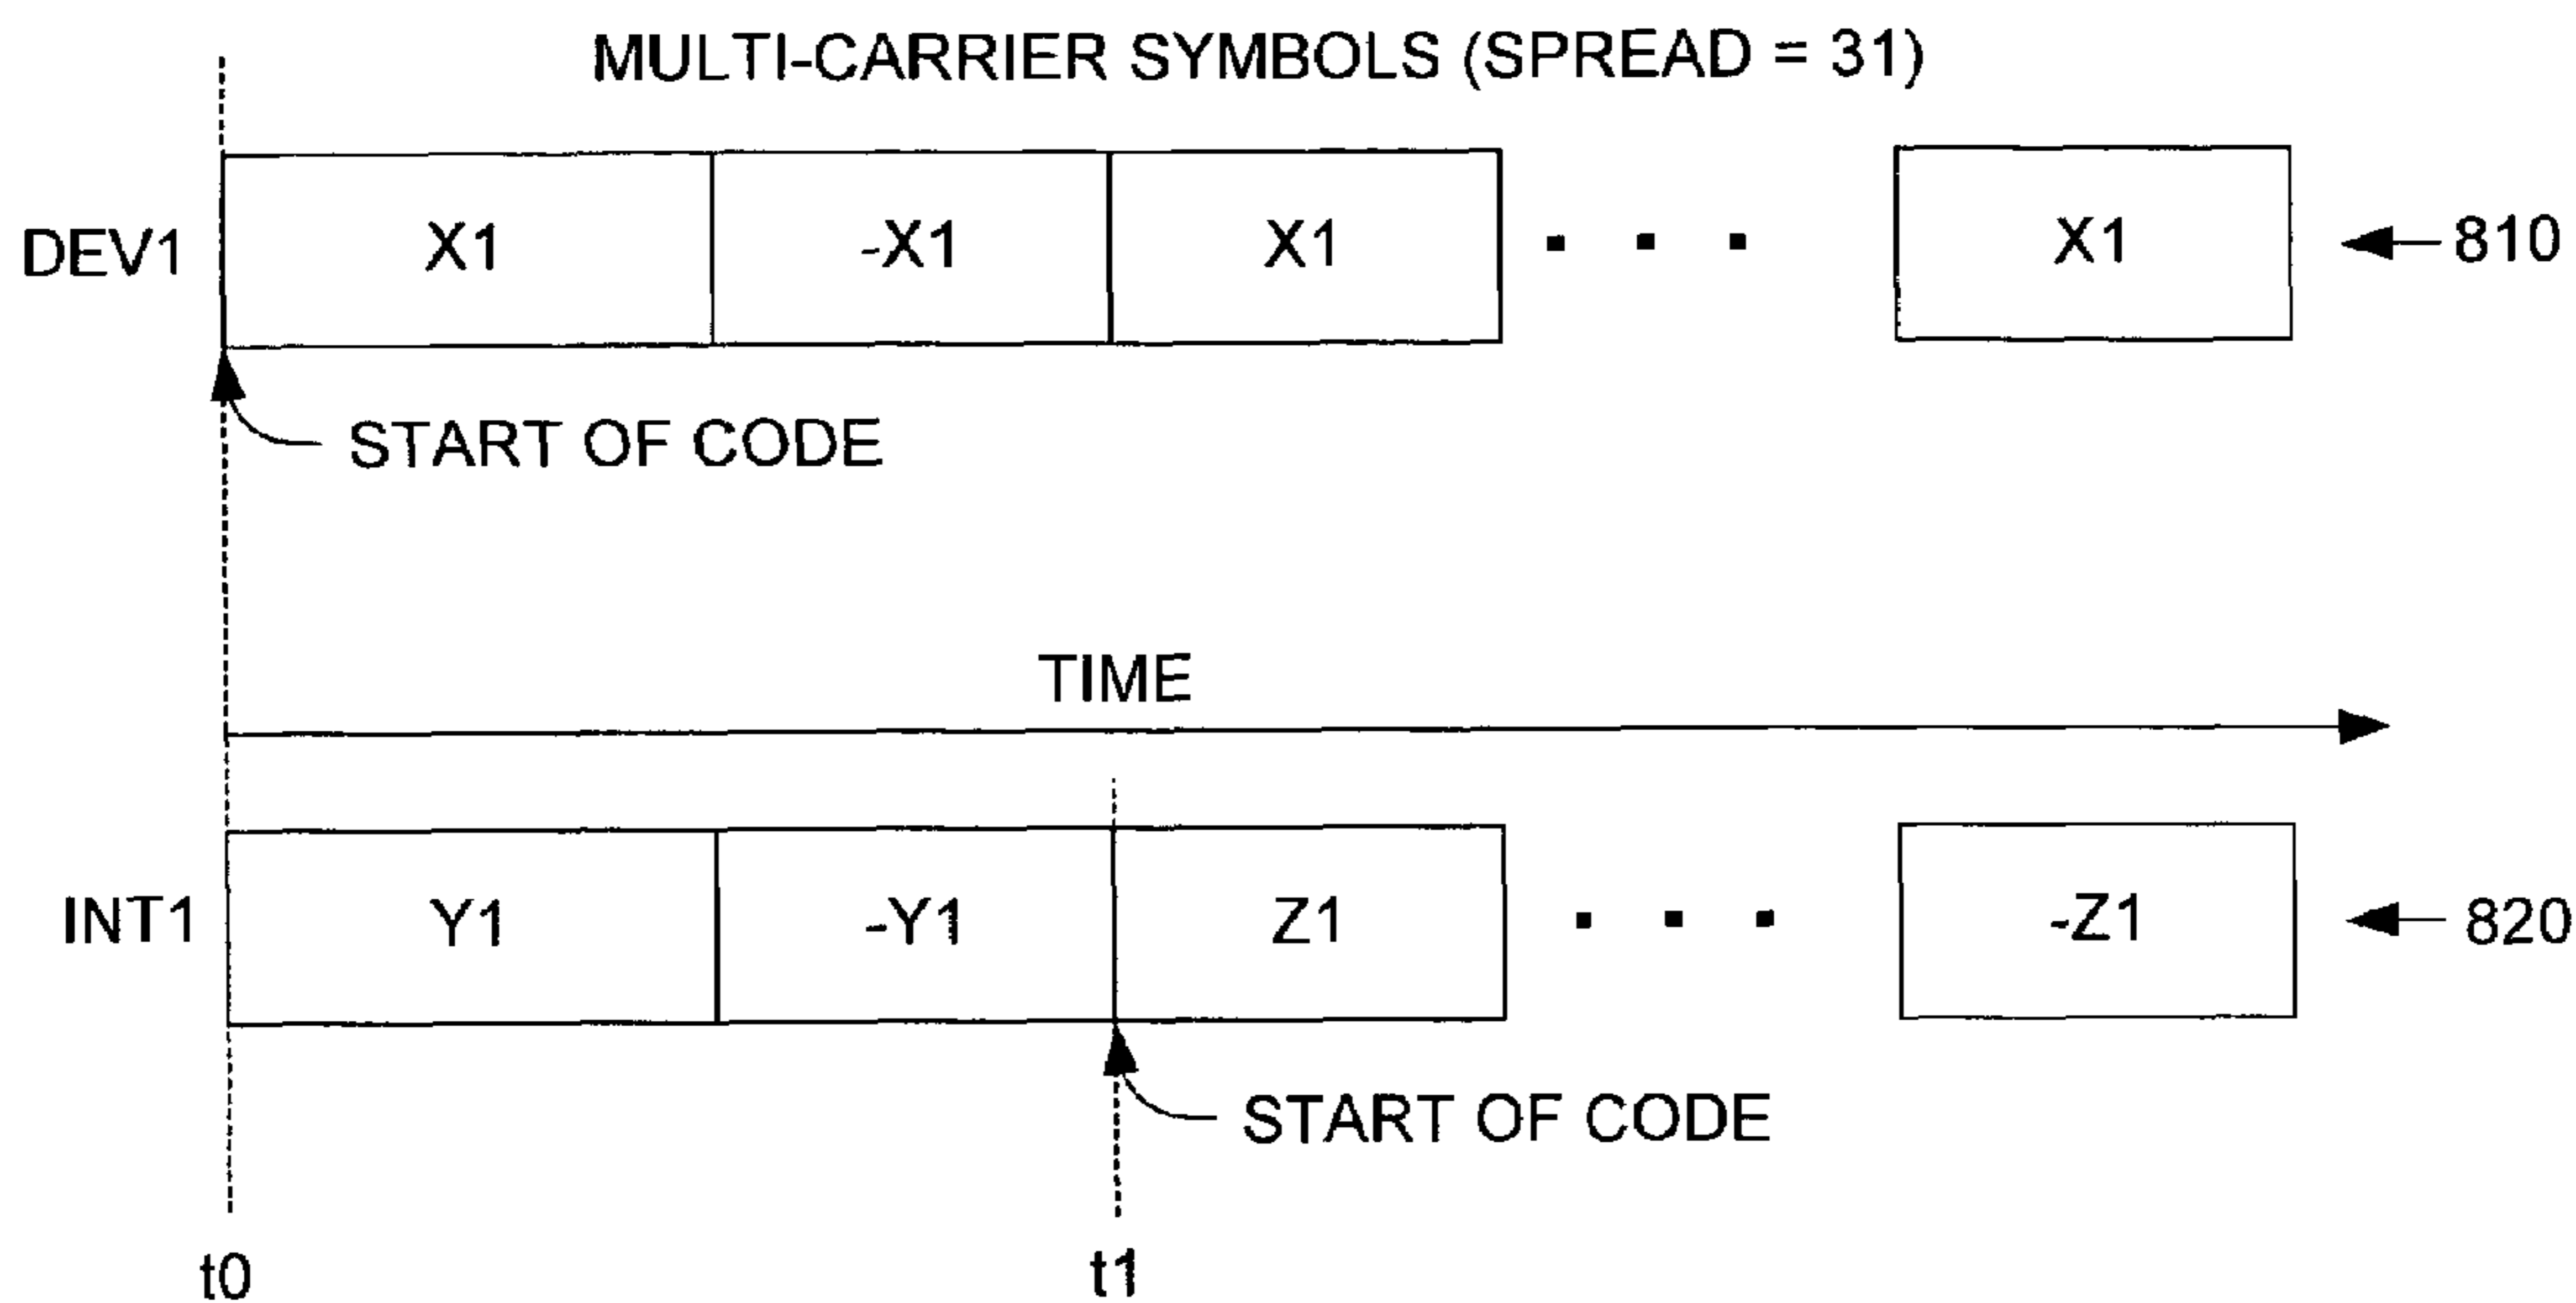 MULTI-CARRIER SYMBOLS (SPREAD = 31)
DEV1 X1 -X1 X1 X1 810
START OF CODE
TIME
INT1 Y1 -Y1 Z1 -Z1 820
START OF CODE
t0 t1